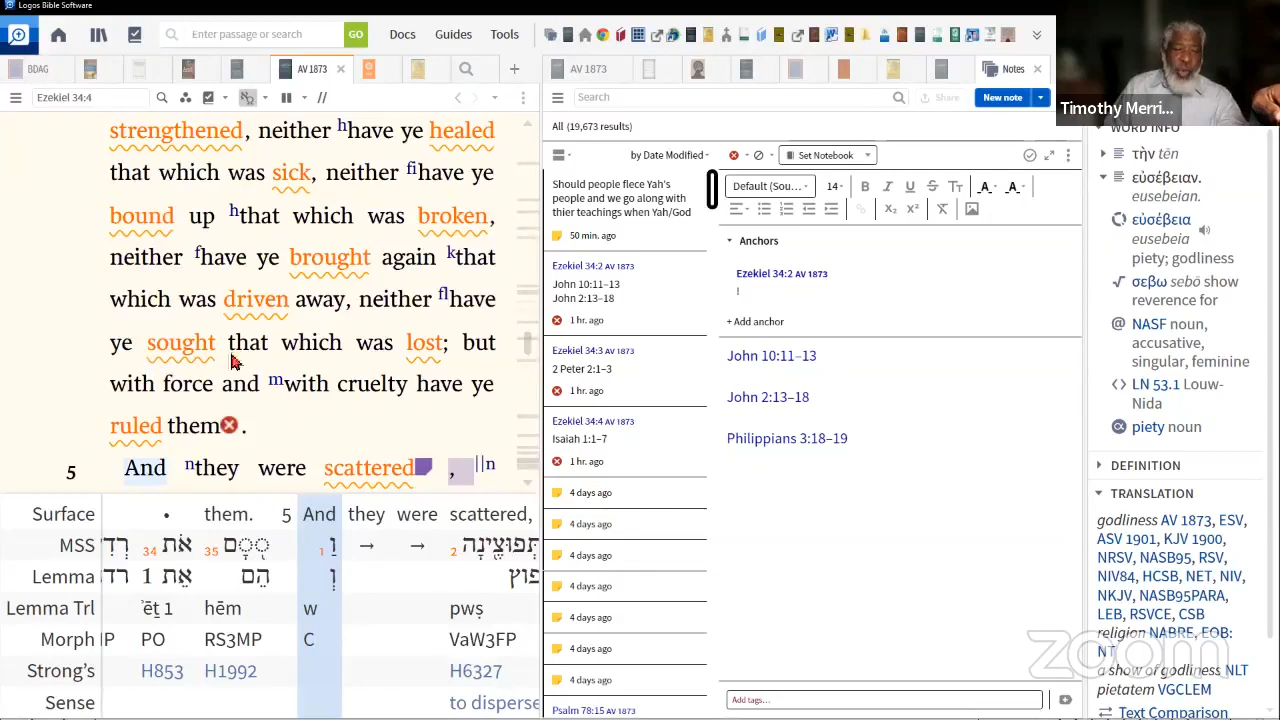 Logos Bible Software
Enter passage or search GO Docs Guides Tools
BDAG AV 1873
AV 1873 Notes
Ezekiel 34:4
strengthened, neither hhave ye healed
that which was sick, neither fihave ye
bound up hthat which was broken,
neither fhave ye brought again kthat
which was driven away, neither flhave
ye sought that which was lost; but
with force and mwith cruelty have ye
ruled them.
5 And nthey were scattered, ||n
Surface • them. 5 And they were scattered,
MSS
Lemma
Lemma Trl ʾēṯ 1 hēm w pwṣ
Morph IP PO RS3MP C VaW3FP
Strong's H853 H1992 H6327
Sense to disperse
Search Share New note
All (19,673 results)
by Date Modified Set Notebook
Should people flece Yah's
people and we go along with
thier teachings when Yah/God
50 min. ago
Ezekiel 34:2 AV 1873
John 10:11–13
John 2:13–18
1 hr. ago
Ezekiel 34:3 AV 1873
2 Peter 2:1–3
1 hr. ago
Ezekiel 34:4 AV 1873
Isaiah 1:1–7
1 hr. ago
4 days ago
4 days ago
4 days ago
4 days ago
4 days ago
4 days ago
4 days ago
Psalm 78:15 AV 1873
Default (Sou... 14 B I U S
Anchors
Ezekiel 34:2 AV 1873
!
+ Add anchor
John 10:11–13
John 2:13–18
Philippians 3:18–19
Add tags...
Timothy Merri...
WORD INFO
τὴν tēn
εὐσέβειαν.
eusebeian.
εὐσέβεια
eusebeia
piety; godliness
σεβω sebō show
reverence for
NASF noun,
accusative,
singular, feminine
LN 53.1 Louw-
Nida
piety noun
DEFINITION
TRANSLATION
godliness AV 1873, ESV,
ASV 1901, KJV 1900,
NRSV, NASB95, RSV,
NIV84, HCSB, NET, NIV,
NKJV, NASB95PARA,
LEB, RSVCE, CSB
religion NABRE, EOB:
NT
a show of godliness NLT
pietatem VGCLEM
Text Comparison
zoom